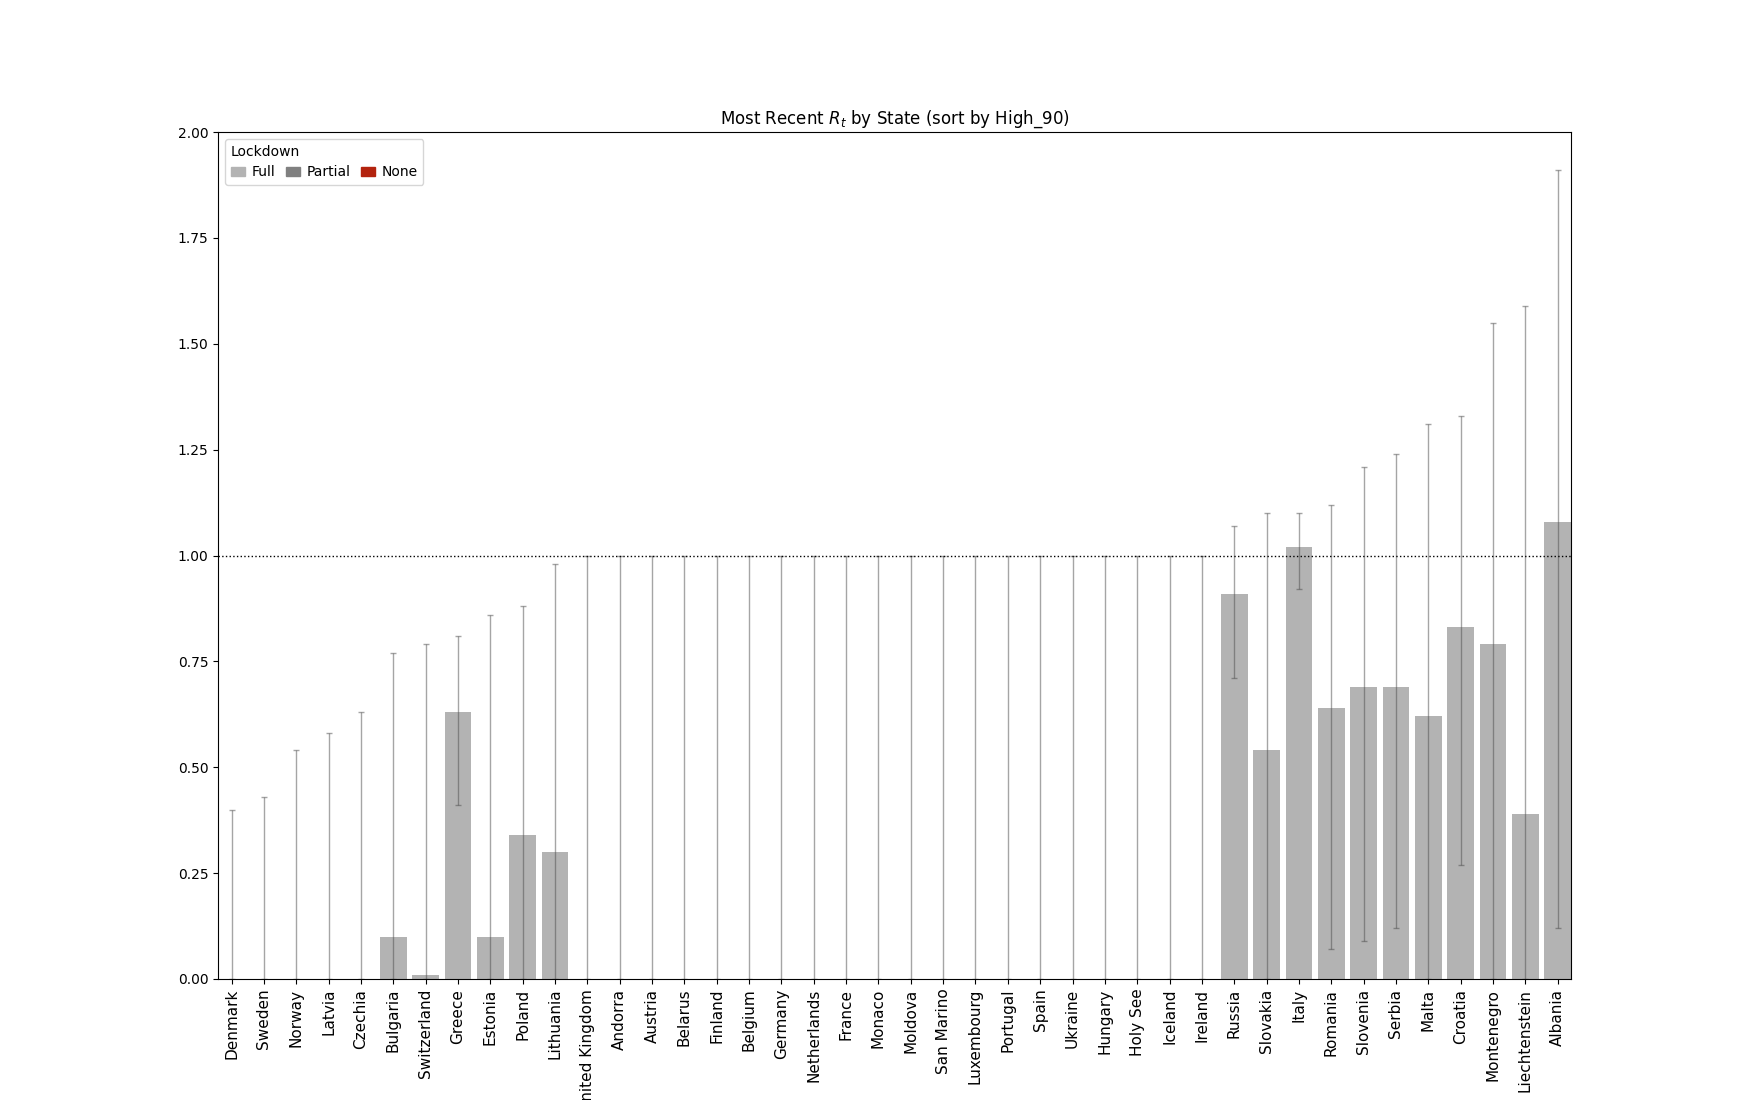 Most Recent R_t by State (sort by High_90)
Lockdown
Full Partial None
2.00
1.75
1.50
1.25
1.00
0.75
0.50
0.25
0.00
Denmark
Sweden
Norway
Latvia
Czechia
Bulgaria
Switzerland
Greece
Estonia
Poland
Lithuania
nited Kingdom
Andorra
Austria
Belarus
Finland
Belgium
Germany
Netherlands
France
Monaco
Moldova
San Marino
Luxembourg
Portugal
Spain
Ukraine
Hungary
Holy See
Iceland
Ireland
Russia
Slovakia
Italy
Romania
Slovenia
Serbia
Malta
Croatia
Montenegro
Liechtenstein
Albania